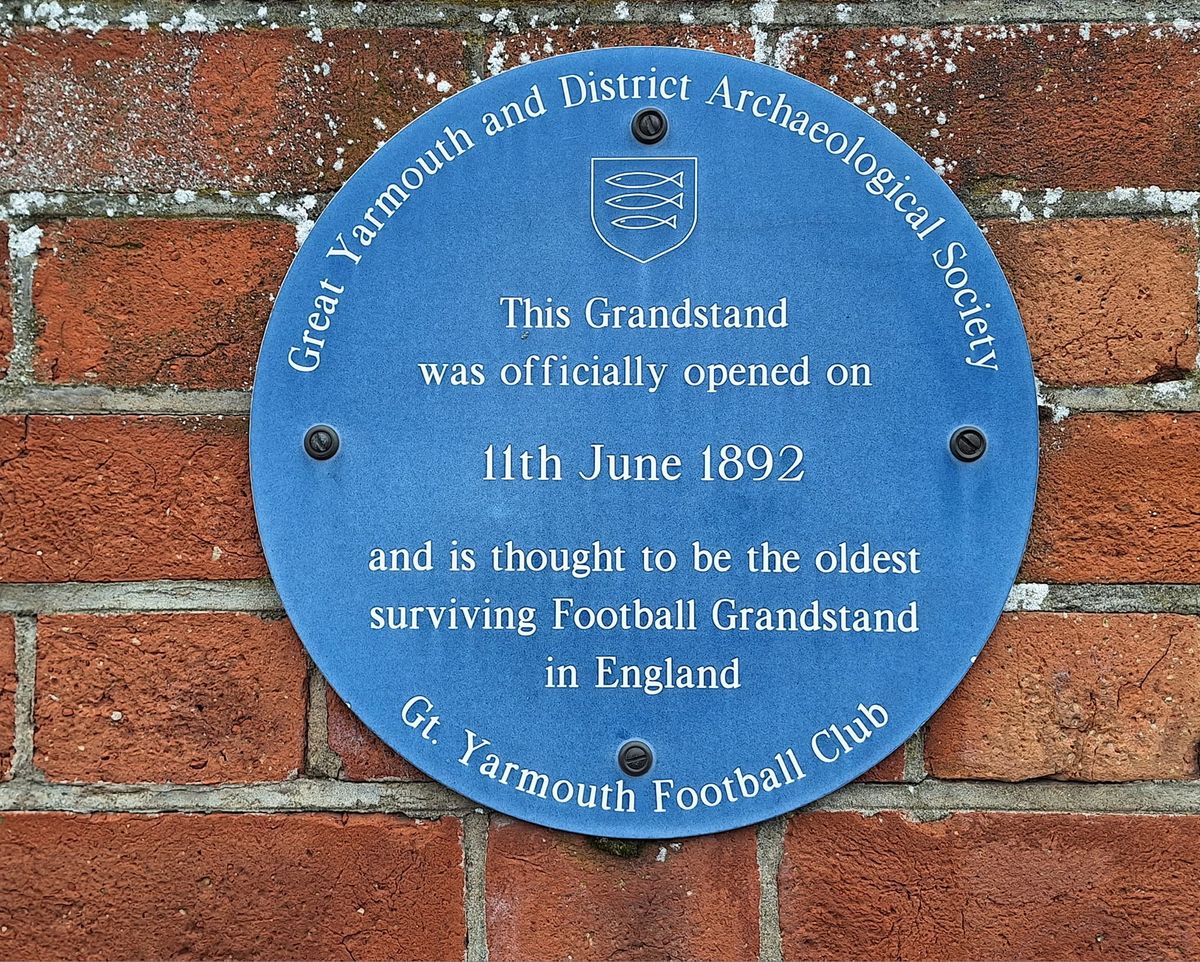 Great Yarmouth and District Archaeological Society
This Grandstand
was officially opened on
11th June 1892
and is thought to be the oldest
surviving Football Grandstand
in England
Gt. Yarmouth Football Club